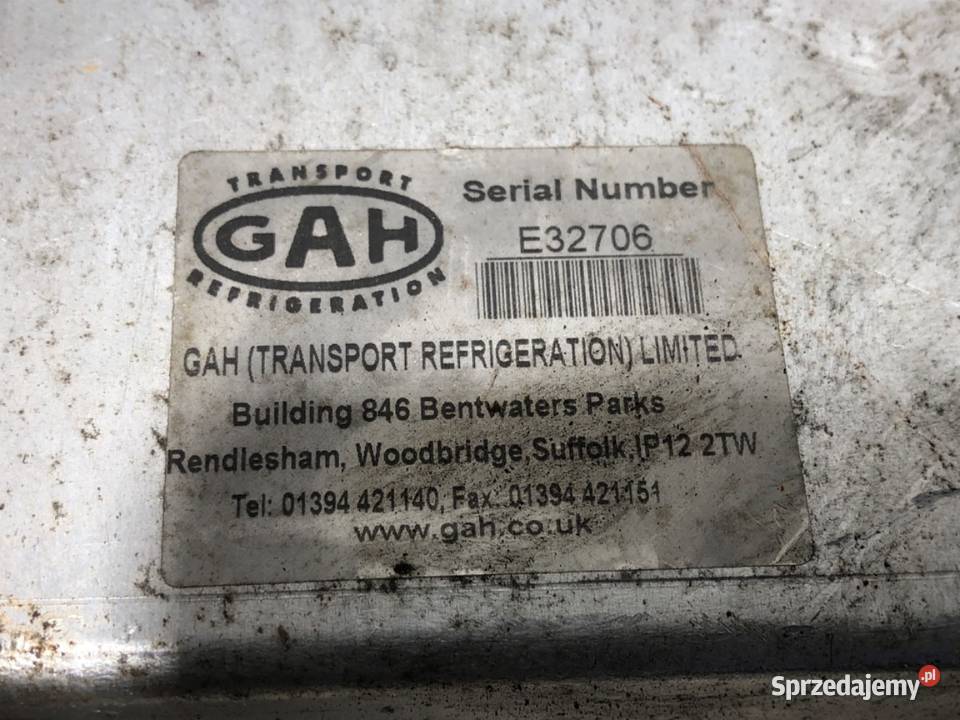 TRANSPORT
GAH
REFRIGERATION
Serial Number
E32706
GAH (TRANSPORT REFRIGERATION) LIMITED.
Building 846 Bentwaters Parks
Rendlesham, Woodbridge,Suffolk,IP12 2TW
Tel: 01394 421140, Fax: 01394 421151
www.gah.co.uk
Sprzedajemy.pl